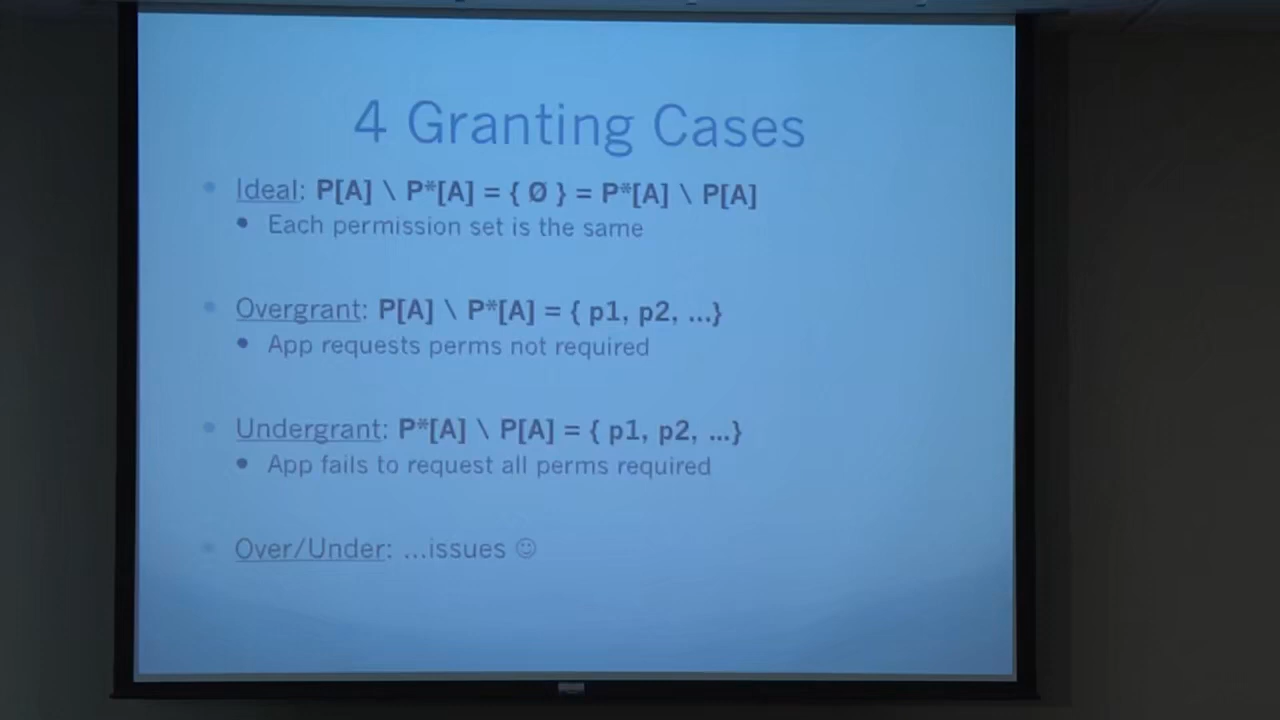 4 Granting Cases
• Ideal: P[A] \ P*[A] = { Ø } = P*[A] \ P[A]
• Each permission set is the same
• Overgrant: P[A] \ P*[A] = { p1, p2, ...}
• App requests perms not required
• Undergrant: P*[A] \ P[A] = { p1, p2, ...}
• App fails to request all perms required
• Over/Under: ...issues ☺